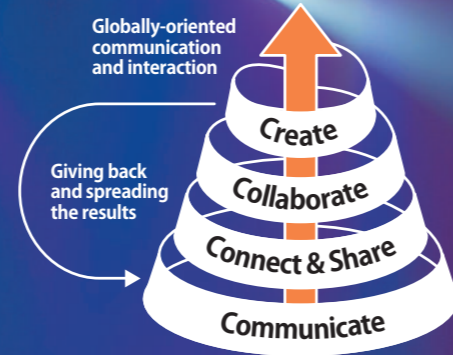 Globally-oriented
communication
and interaction
Create
Giving back
and spreading
the results
Collaborate
Connect & Share
Communicate